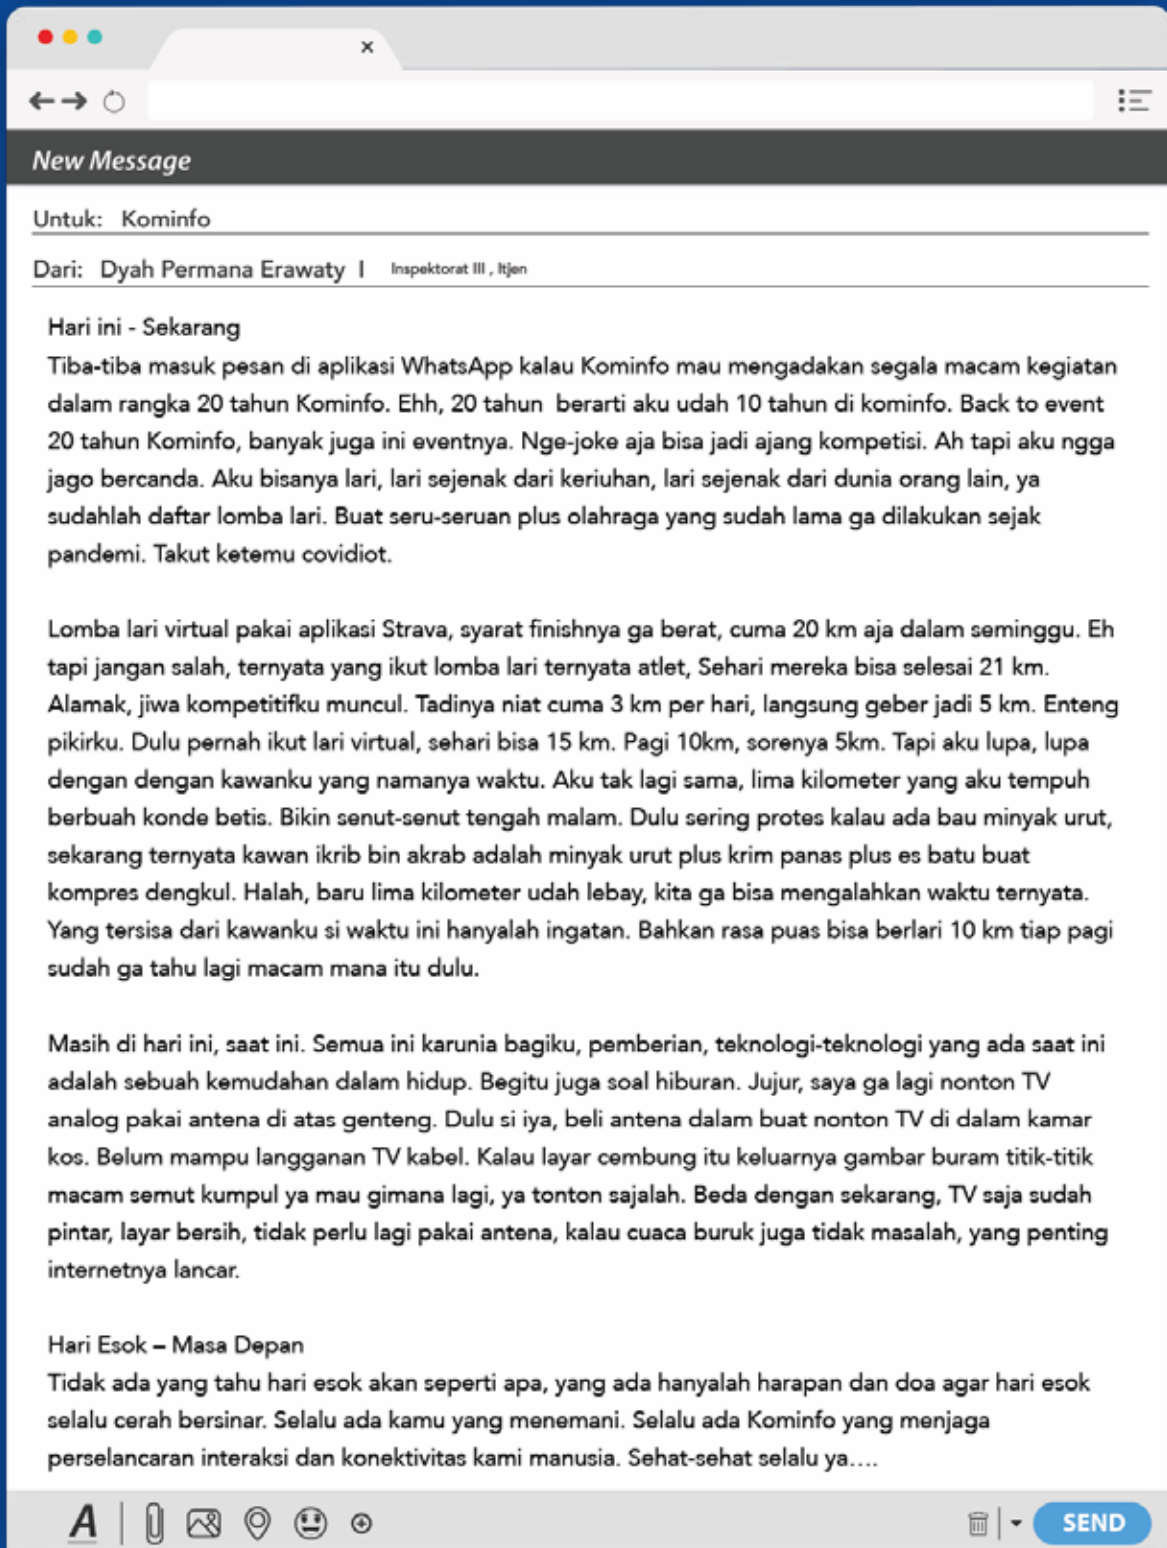 New Message
Untuk: Kominfo
Dari: Dyah Permana Erawaty | Inspektorat III , Itjen
Hari ini - Sekarang
Tiba-tiba masuk pesan di aplikasi WhatsApp kalau Kominfo mau mengadakan segala macam kegiatan
dalam rangka 20 tahun Kominfo. Ehh, 20 tahun  berarti aku udah 10 tahun di kominfo. Back to event
20 tahun Kominfo, banyak juga ini eventnya. Nge-joke aja bisa jadi ajang kompetisi. Ah tapi aku ngga
jago bercanda. Aku bisanya lari, lari sejenak dari keriuhan, lari sejenak dari dunia orang lain, ya
sudahlah daftar lomba lari. Buat seru-seruan plus olahraga yang sudah lama ga dilakukan sejak
pandemi. Takut ketemu covidiot.
Lomba lari virtual pakai aplikasi Strava, syarat finishnya ga berat, cuma 20 km aja dalam seminggu. Eh
tapi jangan salah, ternyata yang ikut lomba lari ternyata atlet, Sehari mereka bisa selesai 21 km.
Alamak, jiwa kompetitifku muncul. Tadinya niat cuma 3 km per hari, langsung geber jadi 5 km. Enteng
pikirku. Dulu pernah ikut lari virtual, sehari bisa 15 km. Pagi 10km, sorenya 5km. Tapi aku lupa, lupa
dengan dengan kawanku yang namanya waktu. Aku tak lagi sama, lima kilometer yang aku tempuh
berbuah konde betis. Bikin senut-senut tengah malam. Dulu sering protes kalau ada bau minyak urut,
sekarang ternyata kawan ikrib bin akrab adalah minyak urut plus krim panas plus es batu buat
kompres dengkul. Halah, baru lima kilometer udah lebay, kita ga bisa mengalahkan waktu ternyata.
Yang tersisa dari kawanku si waktu ini hanyalah ingatan. Bahkan rasa puas bisa berlari 10 km tiap pagi
sudah ga tahu lagi macam mana itu dulu.
Masih di hari ini, saat ini. Semua ini karunia bagiku, pemberian, teknologi-teknologi yang ada saat ini
adalah sebuah kemudahan dalam hidup. Begitu juga soal hiburan. Jujur, saya ga lagi nonton TV
analog pakai antena di atas genteng. Dulu si iya, beli antena dalam buat nonton TV di dalam kamar
kos. Belum mampu langganan TV kabel. Kalau layar cembung itu keluarnya gambar buram titik-titik
macam semut kumpul ya mau gimana lagi, ya tonton sajalah. Beda dengan sekarang, TV saja sudah
pintar, layar bersih, tidak perlu lagi pakai antena, kalau cuaca buruk juga tidak masalah, yang penting
internetnya lancar.
Hari Esok – Masa Depan
Tidak ada yang tahu hari esok akan seperti apa, yang ada hanyalah harapan dan doa agar hari esok
selalu cerah bersinar. Selalu ada kamu yang menemani. Selalu ada Kominfo yang menjaga
perselancaran interaksi dan konektivitas kami manusia. Sehat-sehat selalu ya....
A
SEND